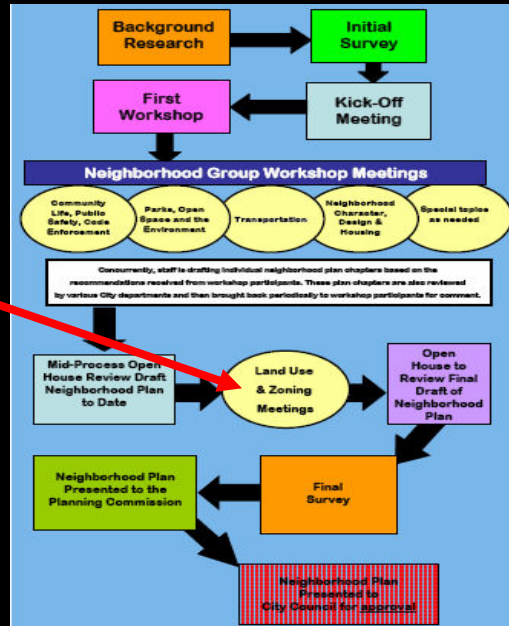 Background
Research
Initial
Survey
First
Workshop
Kick-Off
Meeting
Neighborhood Group Workshop Meetings
Community
Life, Public
Safety, Code
Enforcement
Parks, Open
Space and the
Environment
Transportation
Neighborhood
Character,
Design &
Housing
Special topics
as needed
Concurrently, staff is drafting individual neighborhood plan chapters based on the
recommendations received from workshop participants. These plan chapters are also reviewed
by various City departments and then brought back periodically to workshop participants for comment.
Mid-Process Open
House Review Draft
Neighborhood Plan
to Date
Land Use
& Zoning
Meetings
Open
House to
Review Final
Draft of
Neighborhood
Plan
Final
Survey
Neighborhood Plan
Presented to the
Planning Commission
Neighborhood Plan
Presented to
City Council for approval